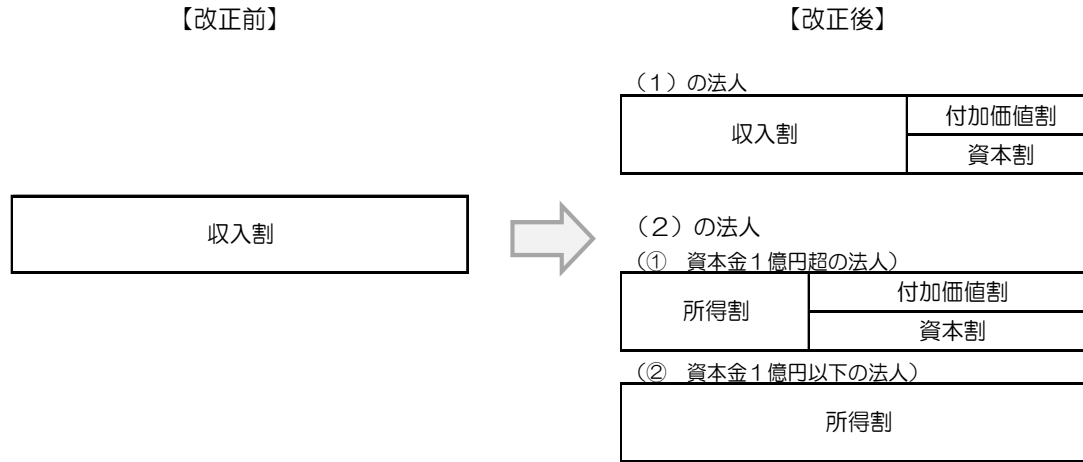 【改正前】
【改正後】
(1)の法人
収入割
付加価値割
資本割
収入割
(2)の法人
(① 資本金1億円超の法人)
所得割
付加価値割
資本割
(② 資本金1億円以下の法人)
所得割